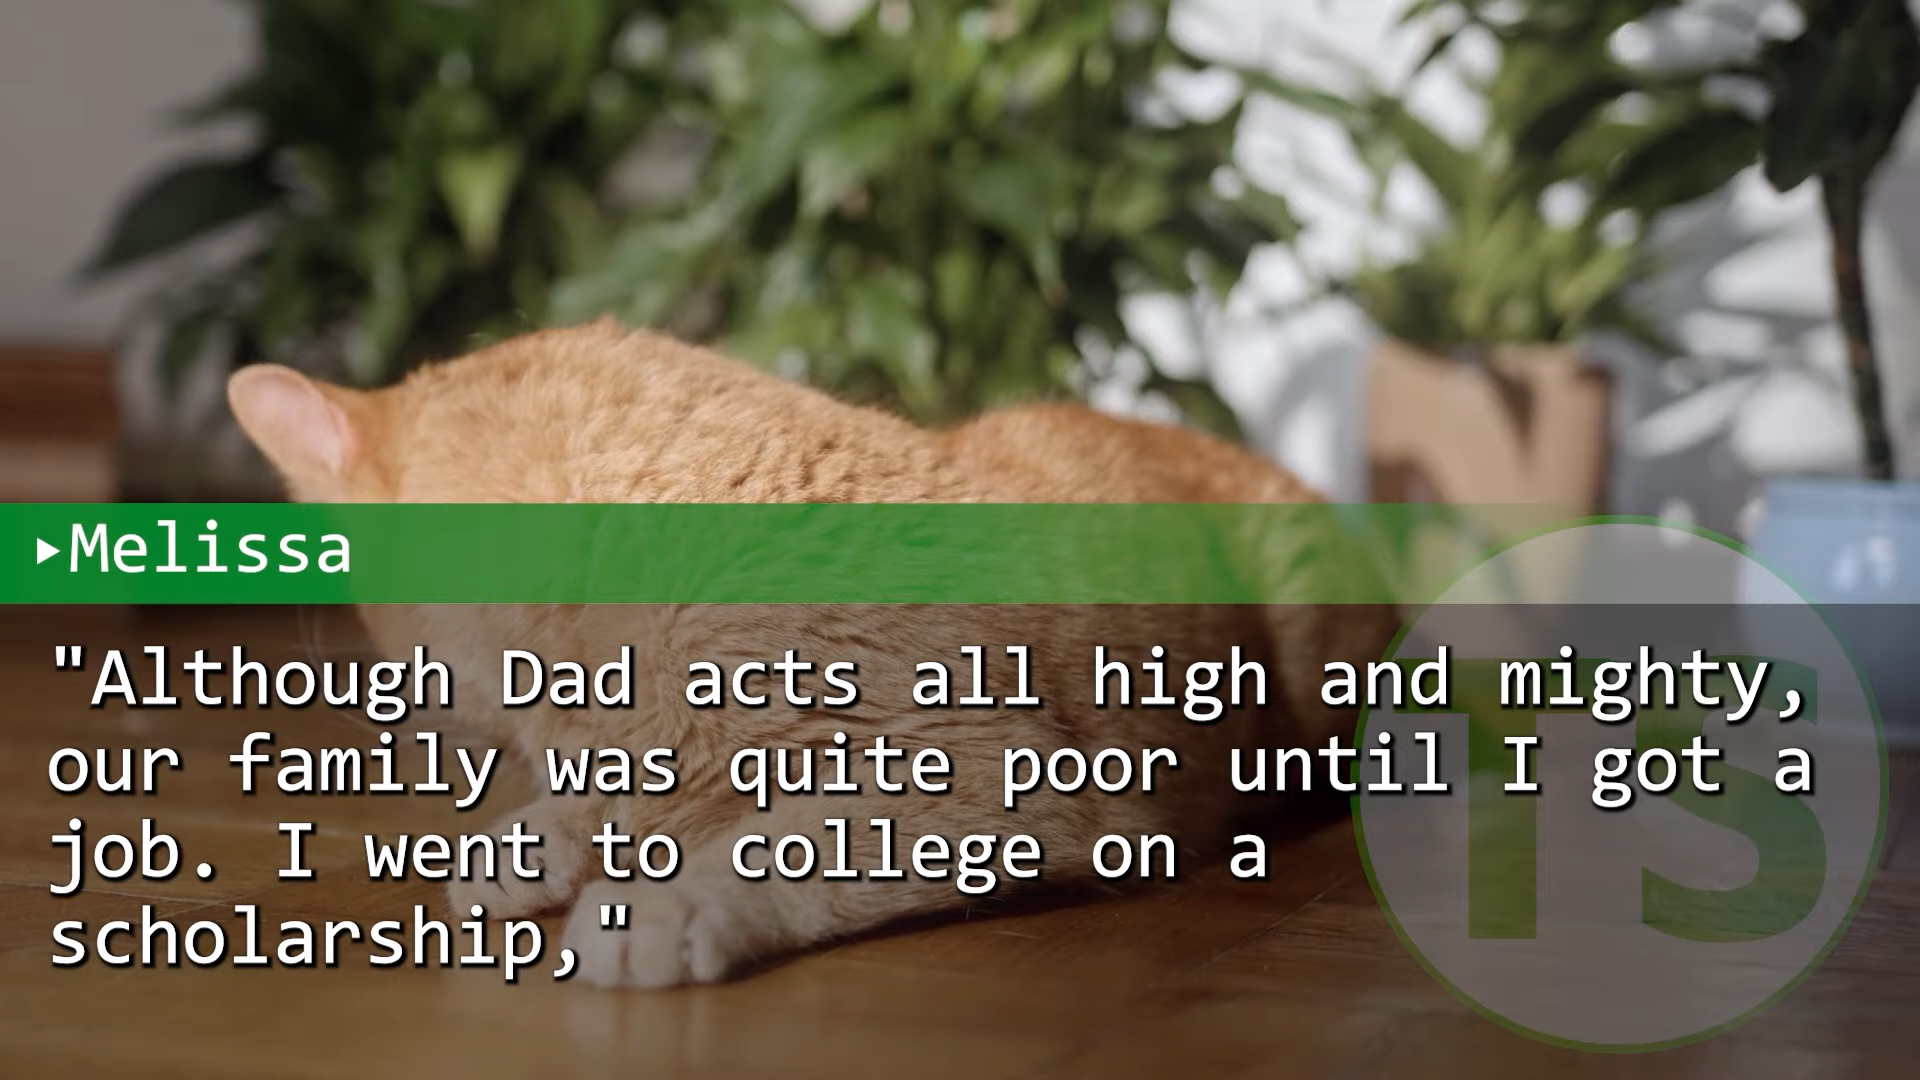 ▶Melissa
"Although Dad acts all high and mighty,
our family was quite poor until I got a
job. I went to college on a
scholarship,"
TS